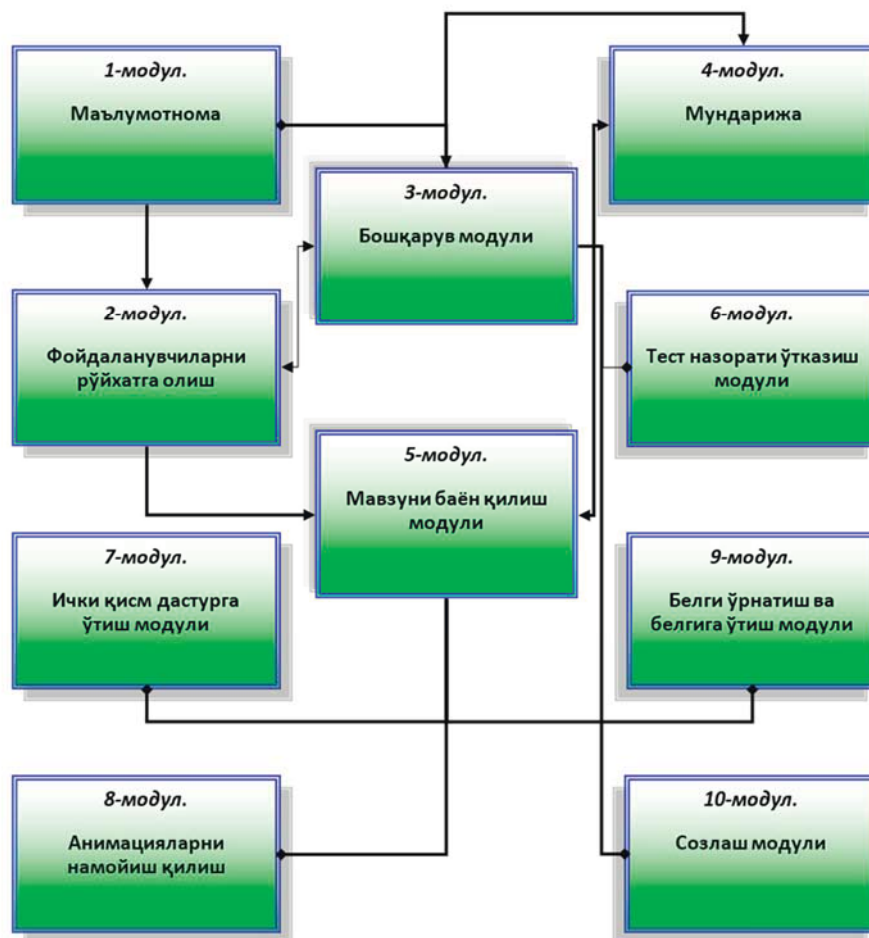 1-модул.
Маълумотнома
4-модул.
Мундарижа
3-модул.
Бошқарув модули
2-модул.
Фойдаланувчиларни
рўйхатга олиш
6-модул.
Тест назорати ўтказиш
модули
5-модул.
Мавзуни баён қилиш
модули
7-модул.
Ички қисм дастурга
ўтиш модули
9-модул.
Белги ўрнатиш ва
белгига ўтиш модули
8-модул.
Анимацияларни
намойиш қилиш
10-модул.
Созлаш модули